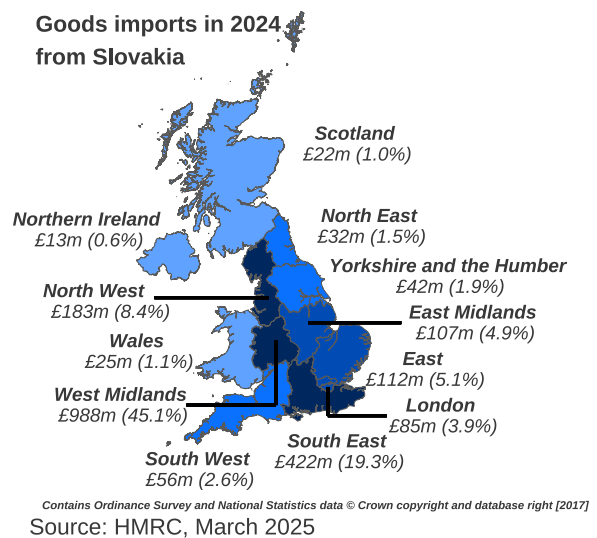 Goods imports in 2024
from Slovakia
Scotland
£22m (1.0%)
Northern Ireland
£13m (0.6%)
North East
£32m (1.5%)
Yorkshire and the Humber
£42m (1.9%)
North West
£183m (8.4%)
East Midlands
£107m (4.9%)
Wales
£25m (1.1%)
East
£112m (5.1%)
West Midlands
£988m (45.1%)
London
£85m (3.9%)
South East
£422m (19.3%)
South West
£56m (2.6%)
Contains Ordinance Survey and National Statistics data © Crown copyright and database right [2017]
Source: HMRC, March 2025